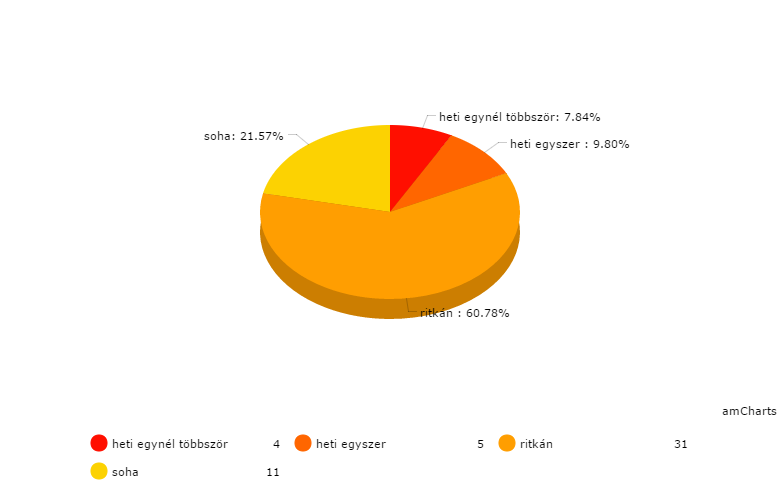 heti egynél többször: 7.84%
soha: 21.57%
heti egyszer : 9.80%
ritkán : 60.78%
amCharts
heti egynél többször 4 heti egyszer 5 ritkán 31
soha 11